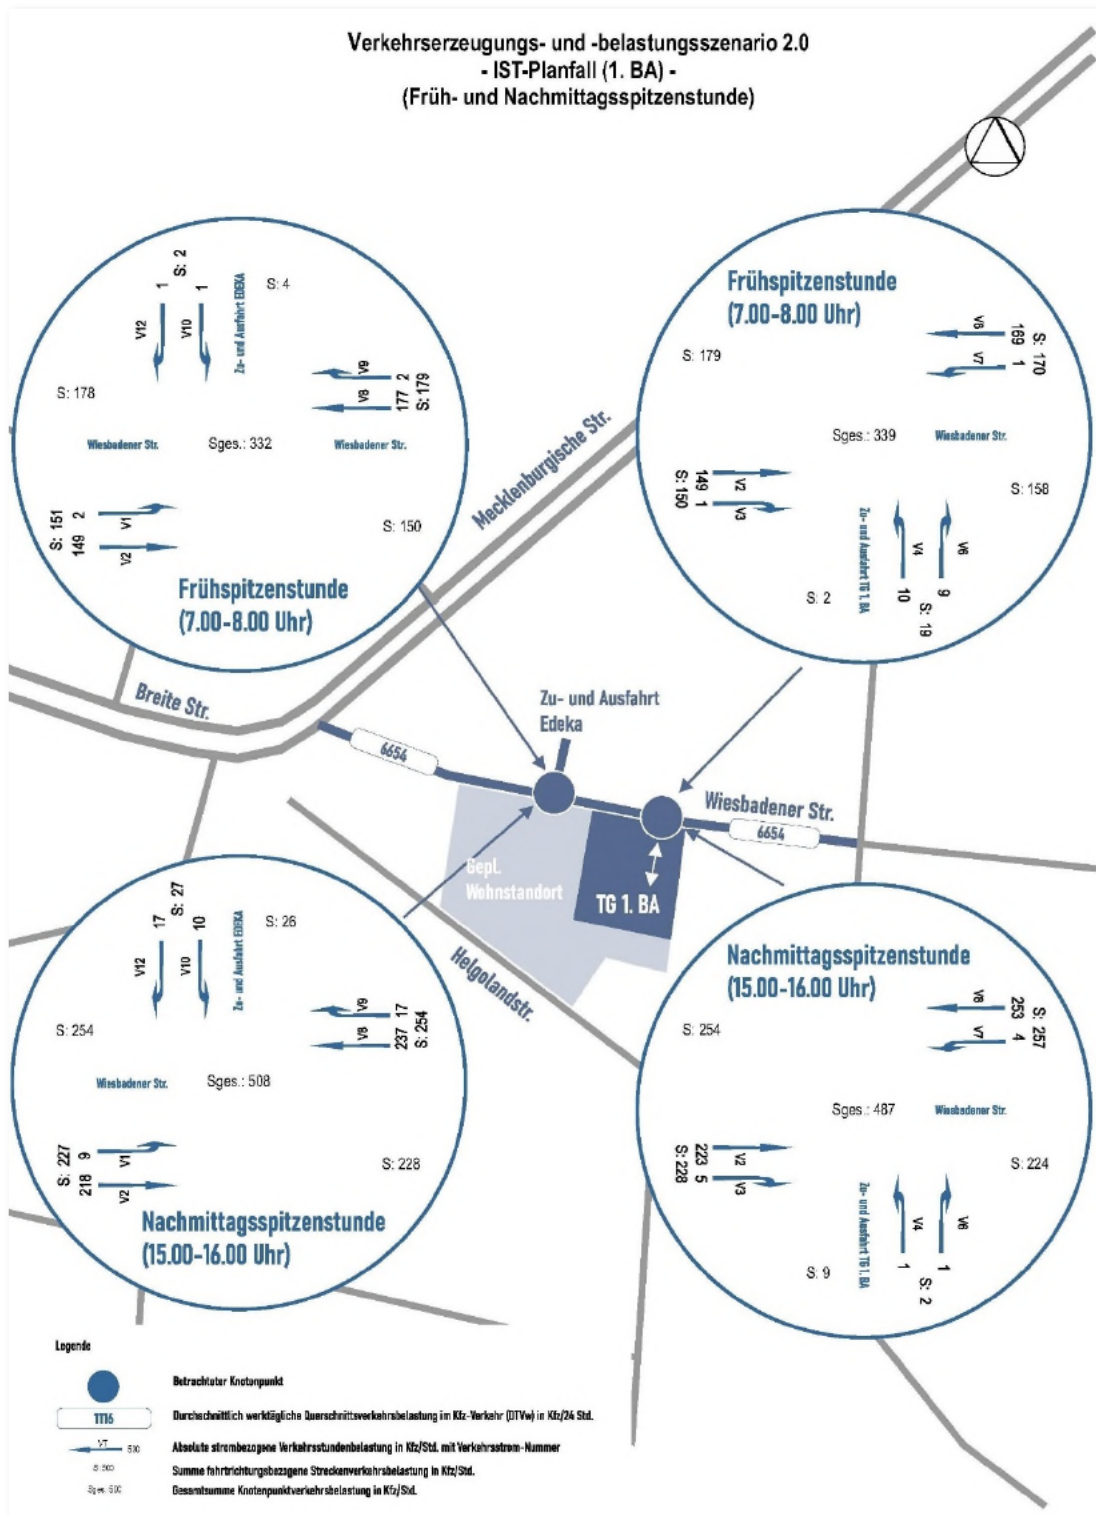 Verkehrserzeugungs- und -belastungsszenario 2.0
- IST-Planfall (1. BA) -
(Früh- und Nachmittagsspitzenstunde)
S: 2
1
1
V12
V10
Zu- und Ausfahrt EDEKA
S: 4
S: 178
V9
2
V8
177
S: 179
Wiesbadener Str.
Sges.: 332
Wiesbadener Str.
S: 151
2
V1
149
V2
S: 150
Frühspitzenstunde
(7.00-8.00 Uhr)
Frühspitzenstunde
(7.00-8.00 Uhr)
S: 179
V8
169
V7
1
S: 170
Sges.: 339
Wiesbadener Str.
149
V2
S: 150
1
V3
S: 158
Zu- und Ausfahrt TG 1. BA
V4
V6
10
9
S: 19
S: 2
Mecklenburgische Str.
Breite Str.
Zu- und Ausfahrt
Edeka
6654
Wiesbadener Str.
6654
Gepl.
Wohnstandort
TG 1. BA
Helgolandstr.
S: 27
17
10
V12
V10
Zu- und Ausfahrt EDEKA
S: 26
S: 254
V9
17
V8
237
S: 254
Wiesbadener Str.
Sges.: 508
S: 227
9
V1
218
V2
S: 228
Nachmittagsspitzenstunde
(15.00-16.00 Uhr)
Nachmittagsspitzenstunde
(15.00-16.00 Uhr)
S: 254
V8
253
V7
4
S: 257
Sges.: 487
Wiesbadener Str.
223
V2
S: 228
5
V3
S: 224
Zu- und Ausfahrt TG 1. BA
V4
V6
1
1
S: 2
S: 9
Legende
Betrachteter Knotenpunkt
1116
Durchschnittlich werktägliche Querschnittsverkehrsbelastung im Kfz-Verkehr (DTVw) in Kfz/24 Std.
500
Absolute strombezogene Verkehrsstundenbelastung in Kfz/Std. mit Verkehrsstrom-Nummer
S: 500
Summe fahrtrichtungsbezogene Streckenverkehrsbelastung in Kfz/Std.
Sges. 500
Gesamtsumme Knotenpunktverkehrsbelastung in Kfz/Std.